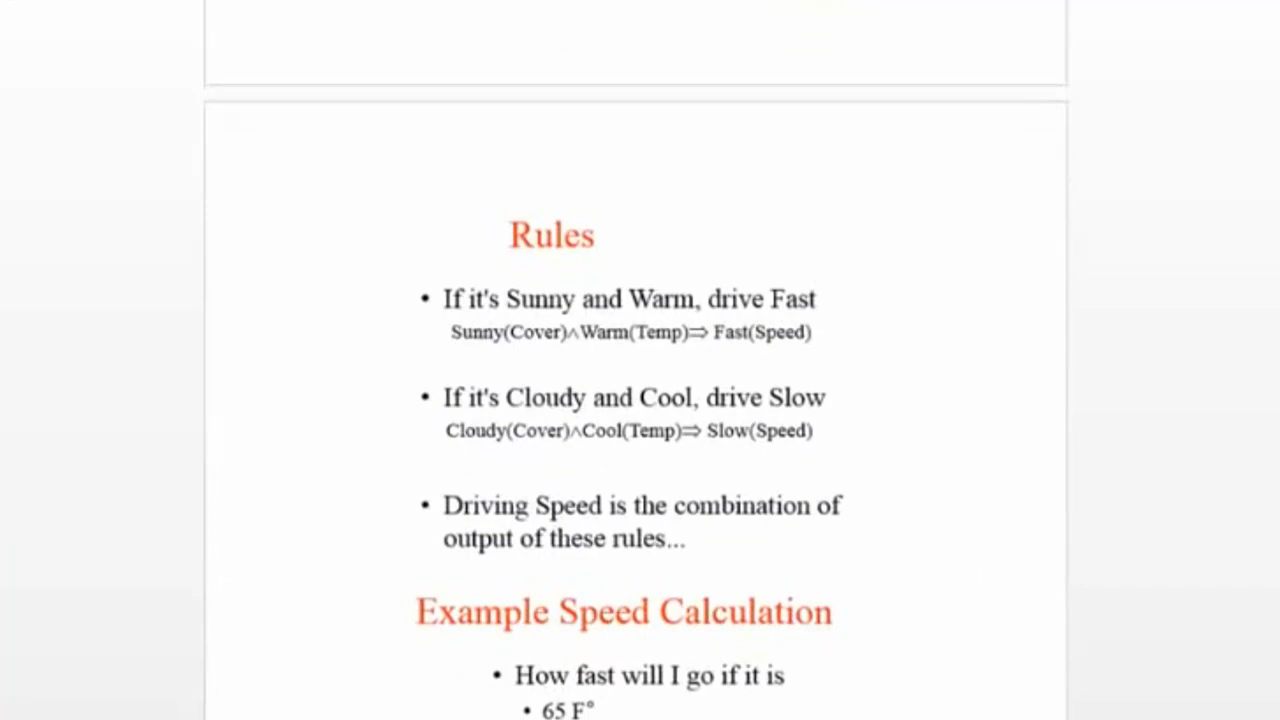 Rules
• If it's Sunny and Warm, drive Fast
Sunny(Cover)∧Warm(Temp)⇒ Fast(Speed)
• If it's Cloudy and Cool, drive Slow
Cloudy(Cover)∧Cool(Temp)⇒ Slow(Speed)
• Driving Speed is the combination of
output of these rules...
Example Speed Calculation
• How fast will I go if it is
• 65 F°